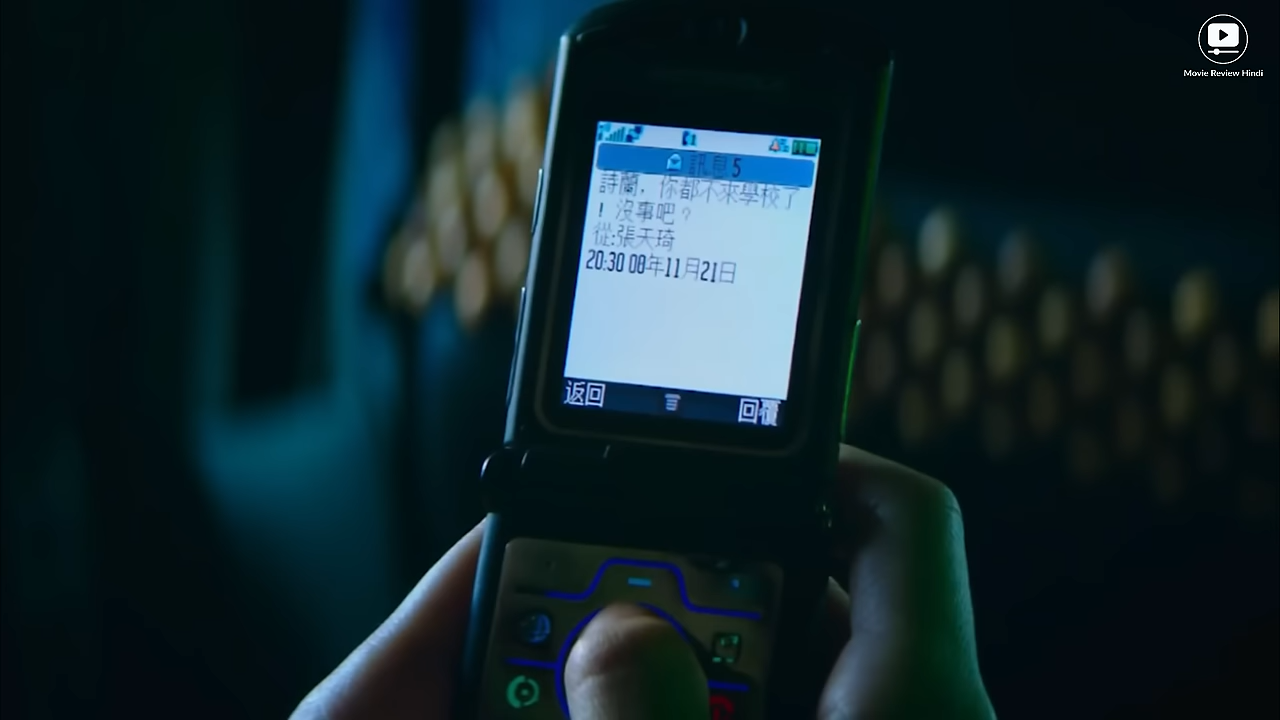 Movie Review Hindi
訊息 5
詩蘭，你都不來學校了
！沒事吧？
從:張天琦
20:30 08年11月21日
返回
回覆